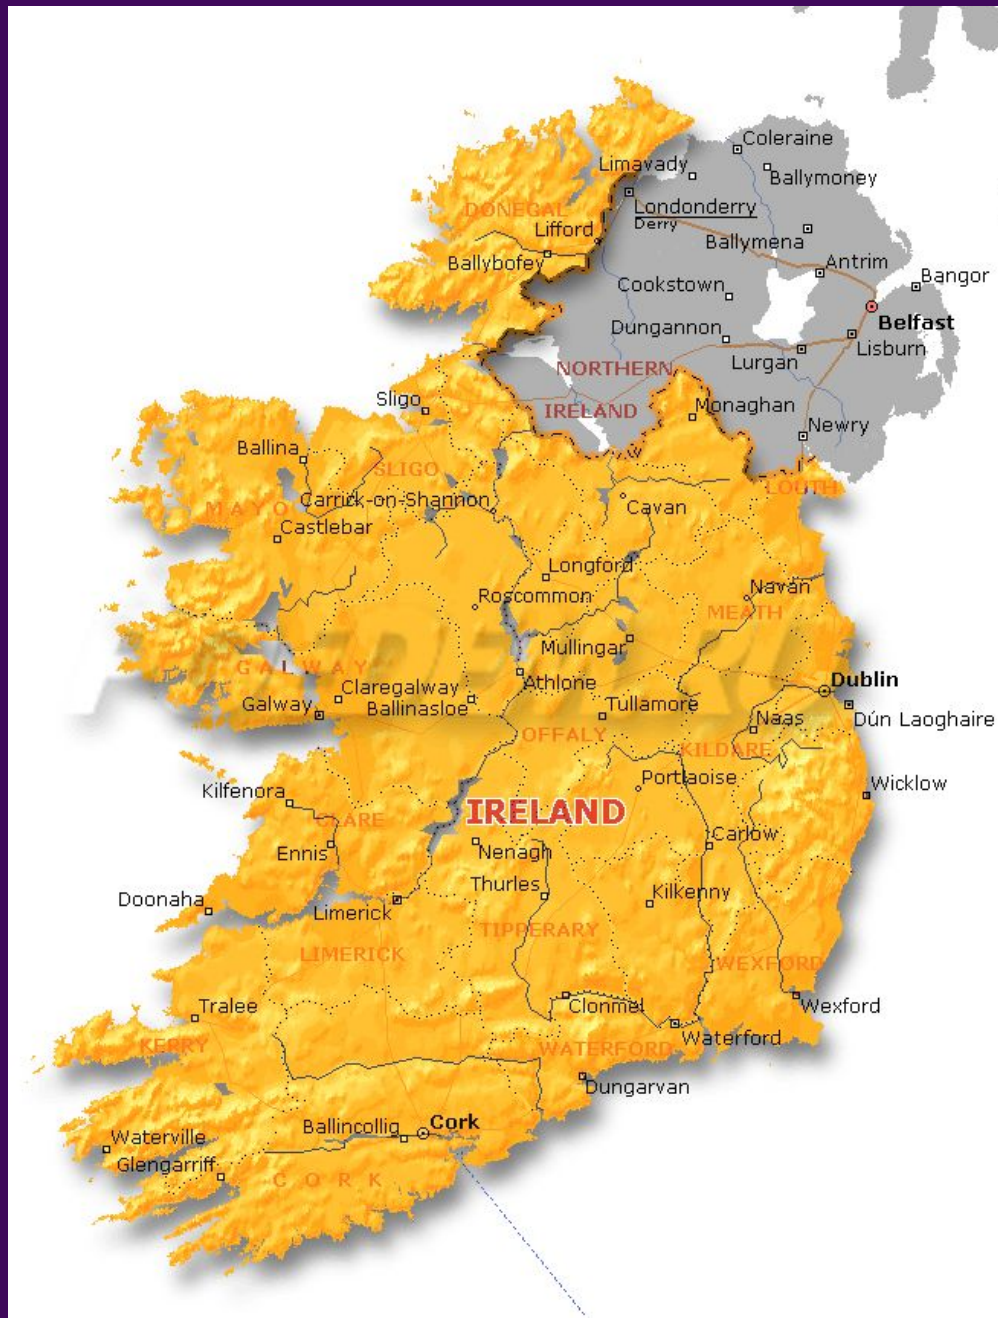 Coleraine
Limavady
Ballymoney
DONEGAL
Londonderry
Derry
Lifford
Ballymena
Ballybofey
Antrim
Bangor
Cookstown
Belfast
Dungannon
Lisburn
Lurgan
NORTHERN
IRELAND
Sligo
Monaghan
Newry
Ballina
SLIGO
LOUTH
MAYO
Carrick-on-Shannon
Cavan
Castlebar
Longford
Navan
Roscommon
MEATH
Mullingar
GALWAY
Athlone
Dublin
Claregalway
Galway
Ballinasloe
Tullamore
Naas
Dún Laoghaire
OFFALY
KILDARE
Portlaoise
Wicklow
Kilfenora
IRELAND
CLARE
Carlow
Ennis
Nenagh
Thurles
Kilkenny
Doonaha
Limerick
TIPPERARY
LIMERICK
WEXFORD
Tralee
Clonmel
Wexford
KERRY
Waterford
WATERFORD
Dungarvan
Ballincollig
Cork
Waterville
Glengarriff
CORK